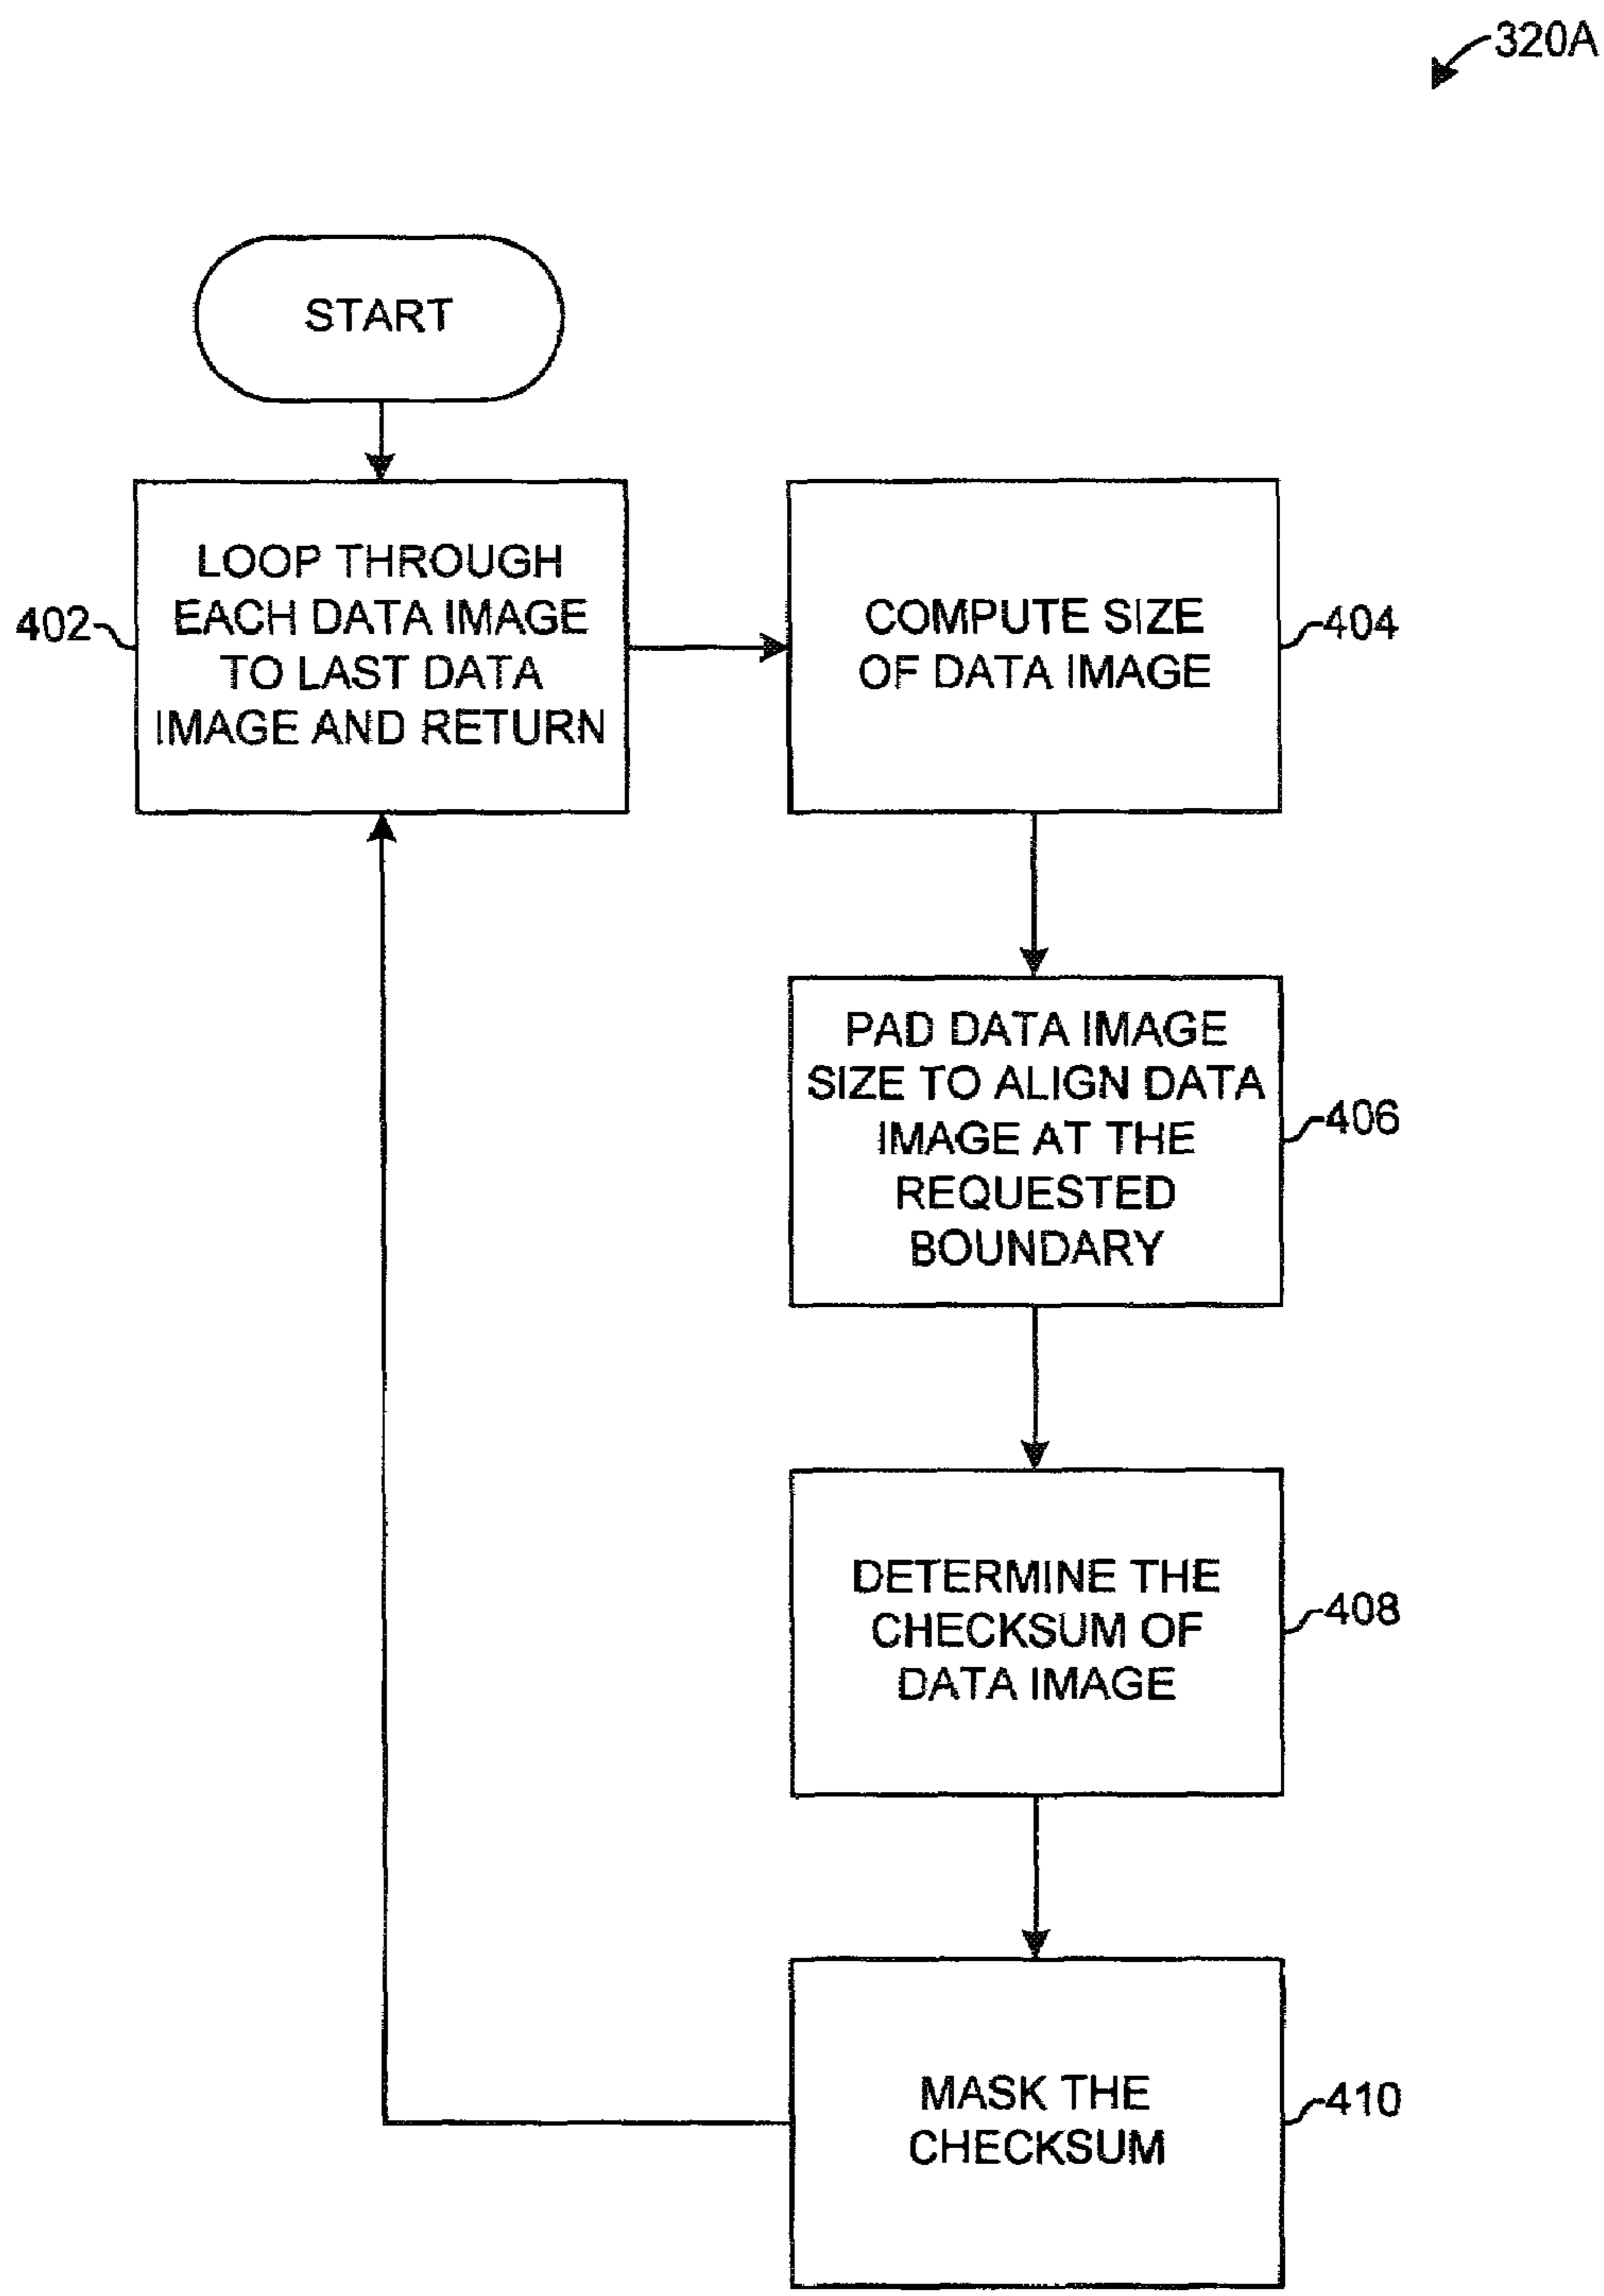 320A
START
402
LOOP THROUGH
EACH DATA IMAGE
TO LAST DATA
IMAGE AND RETURN
COMPUTE SIZE
OF DATA IMAGE
404
PAD DATA IMAGE
SIZE TO ALIGN DATA
IMAGE AT THE
REQUESTED
BOUNDARY
406
DETERMINE THE
CHECKSUM OF
DATA IMAGE
408
MASK THE
CHECKSUM
410